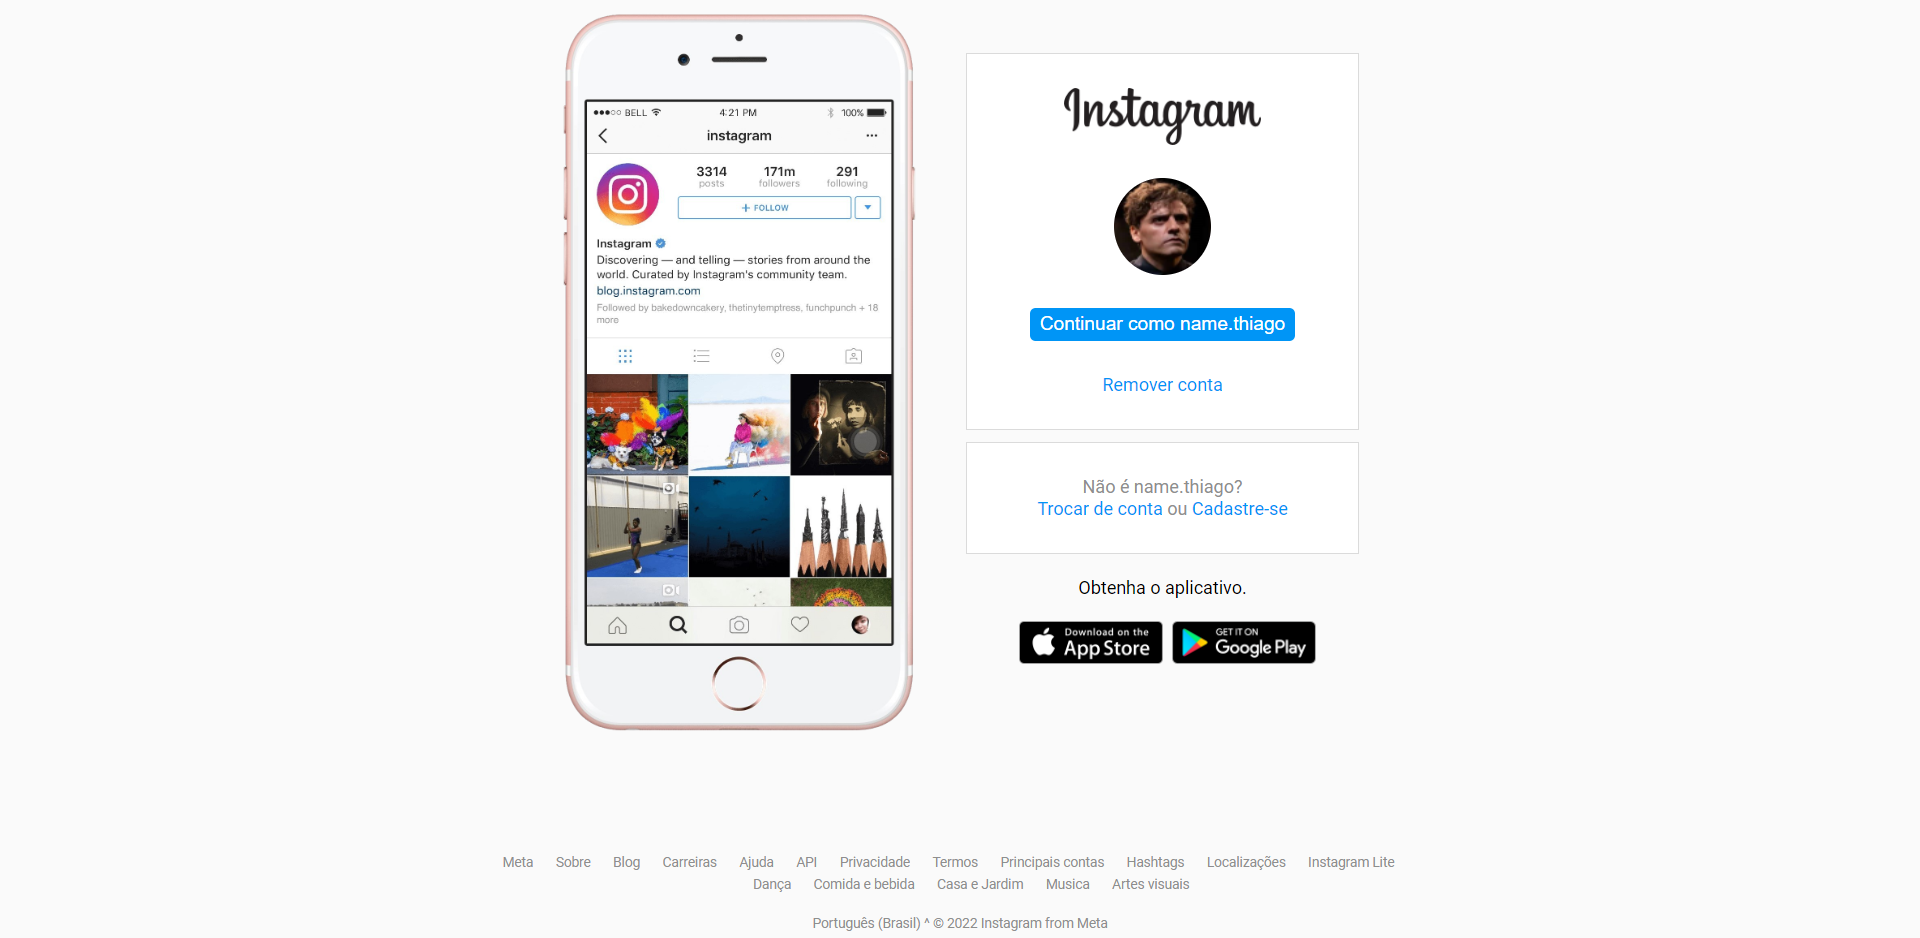 BELL 4:21 PM 100%
instagram
3314 171m 291
posts followers following
+ FOLLOW
Instagram
Discovering — and telling — stories from around the
world. Curated by Instagram's community team.
blog.instagram.com
Followed by bakedowncakery, thetinytemptress, funchpunch + 18
more
Instagram
Continuar como name.thiago
Remover conta
Não é name.thiago?
Trocar de conta ou Cadastre-se
Obtenha o aplicativo.
Download on the
App Store
GET IT ON
Google Play
Meta Sobre Blog Carreiras Ajuda API Privacidade Termos Principais contas Hashtags Localizações Instagram Lite
Dança Comida e bebida Casa e Jardim Musica Artes visuais
Português (Brasil) ^ © 2022 Instagram from Meta